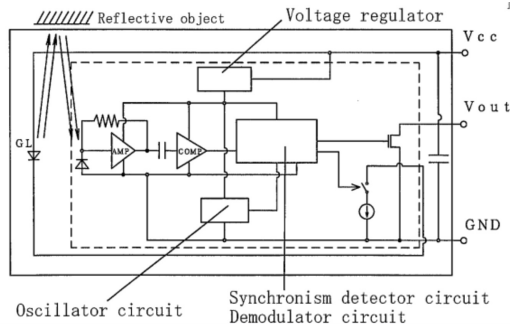 Reflective object
Voltage regulator
Vcc
Vout
GL
AMP
COMP
GND
Oscillator circuit
Synchronism detector circuit
Demodulator circuit